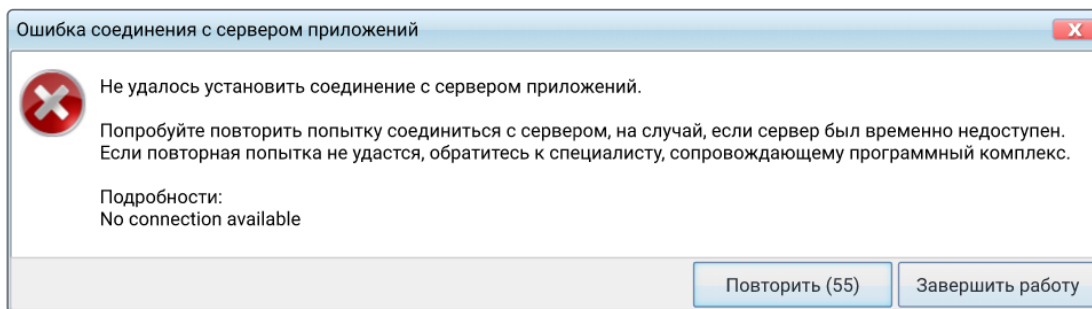 Ошибка соединения с сервером приложений
X
Не удалось установить соединение с сервером приложений.
Попробуйте повторить попытку соединиться с сервером, на случай, если сервер был временно недоступен.
Если повторная попытка не удастся, обратитесь к специалисту, сопровождающему программный комплекс.
Подробности:
No connection available
Повторить (55)
Завершить работу